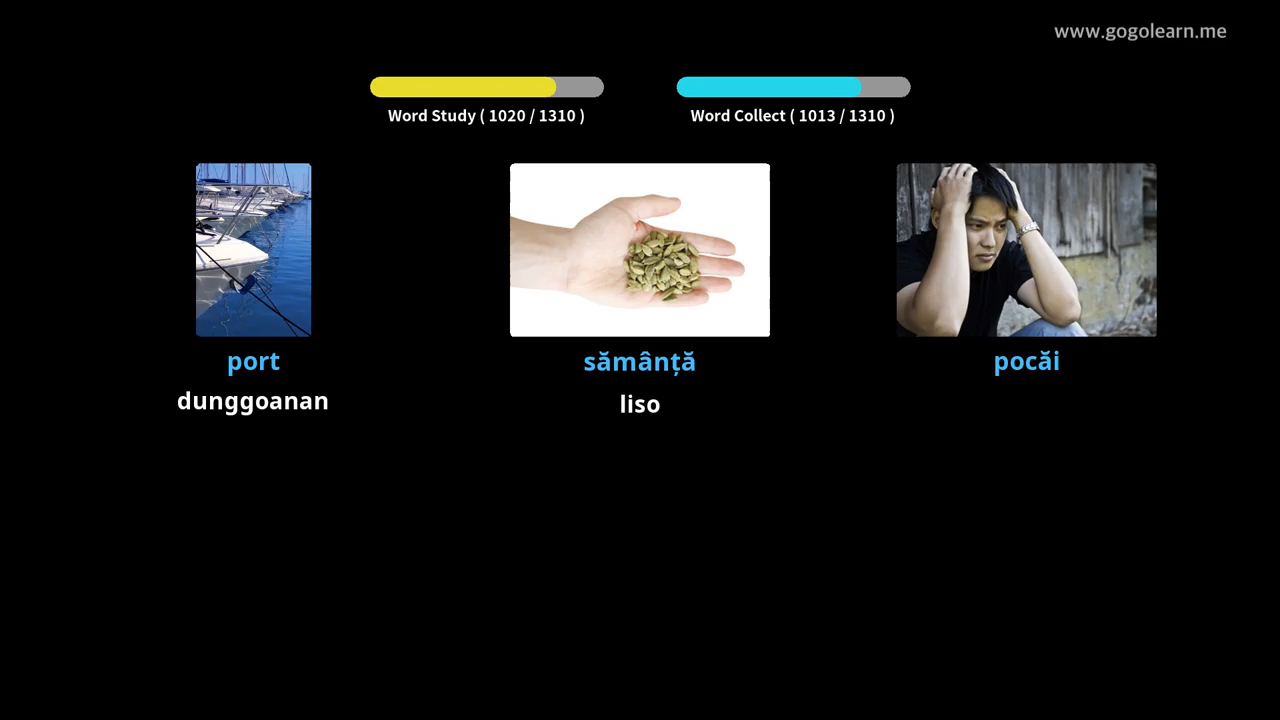 www.gogolearn.me
Word Study ( 1020 / 1310 )
Word Collect ( 1013 / 1310 )
port
sămânță
pocăi
dunggoanan
liso